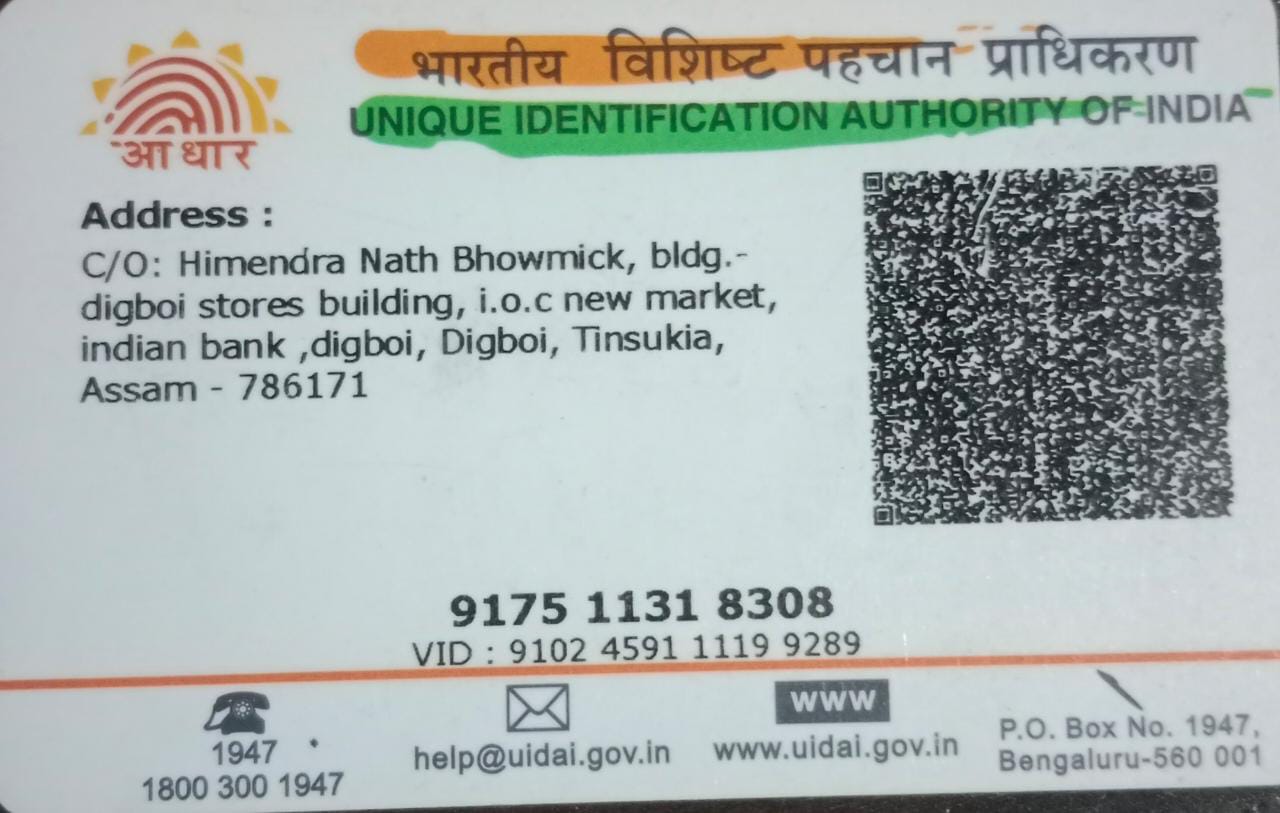 भारतीय विशिष्ट पहचान प्राधिकरण
UNIQUE IDENTIFICATION AUTHORITY OF INDIA
आधार
Address :
C/O: Himendra Nath Bhowmick, bldg.-
digboi stores building, i.o.c new market,
indian bank ,digboi, Digboi, Tinsukia,
Assam - 786171
9175 1131 8308
VID : 9102 4591 1119 9289
1947
1800 300 1947
help@uidai.gov.in
www
www.uidai.gov.in
P.O. Box No. 1947,
Bengaluru-560 001